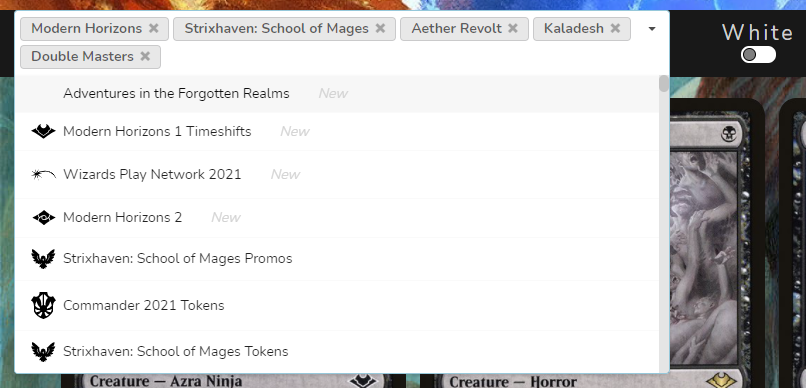 Modern Horizons × Strixhaven: School of Mages × Aether Revolt × Kaladesh ×
Double Masters ×
White
Adventures in the Forgotten Realms New
Modern Horizons 1 Timeshifts New
Wizards Play Network 2021 New
Modern Horizons 2 New
Strixhaven: School of Mages Promos
Commander 2021 Tokens
Strixhaven: School of Mages Tokens
Creature — Azra Ninja
Creature — Horror